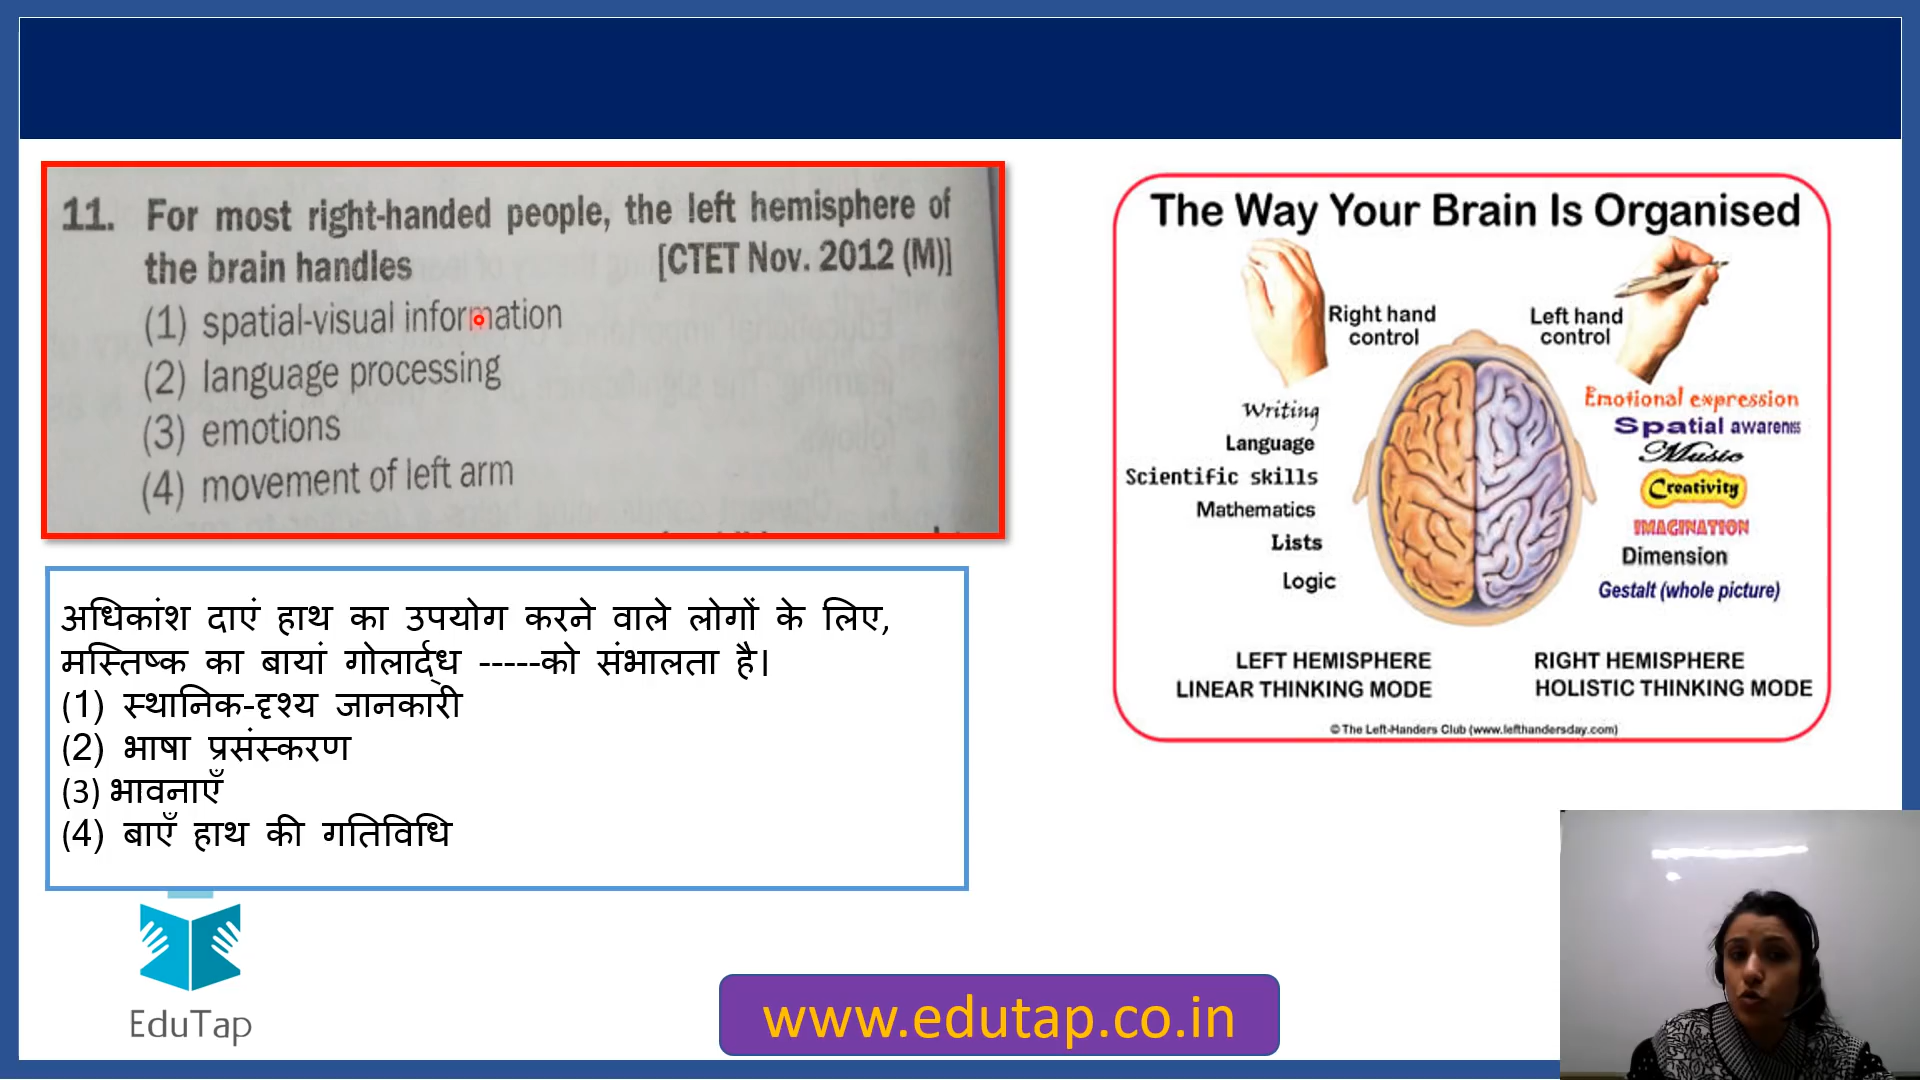 11. For most right-handed people, the left hemisphere of
the brain handles [CTET Nov. 2012 (M)]
(1) spatial-visual information
(2) language processing
(3) emotions
(4) movement of left arm
अधिकांश दाएं हाथ का उपयोग करने वाले लोगों के लिए,
मस्तिष्क का बायां गोलार्द्ध -----को संभालता है।
(1) स्थानिक-दृश्य जानकारी
(2) भाषा प्रसंस्करण
(3) भावनाएँ
(4) बाएँ हाथ की गतिविधि
EduTap
www.edutap.co.in
The Way Your Brain Is Organised
Right hand
control
Left hand
control
Writing
Language
Scientific skills
Mathematics
Lists
Logic
Emotional expression
Spatial awareness
Music
Creativity
IMAGINATION
Dimension
Gestalt (whole picture)
LEFT HEMISPHERE
LINEAR THINKING MODE
RIGHT HEMISPHERE
HOLISTIC THINKING MODE
© The Left-Handers Club (www.lefthandersday.com)